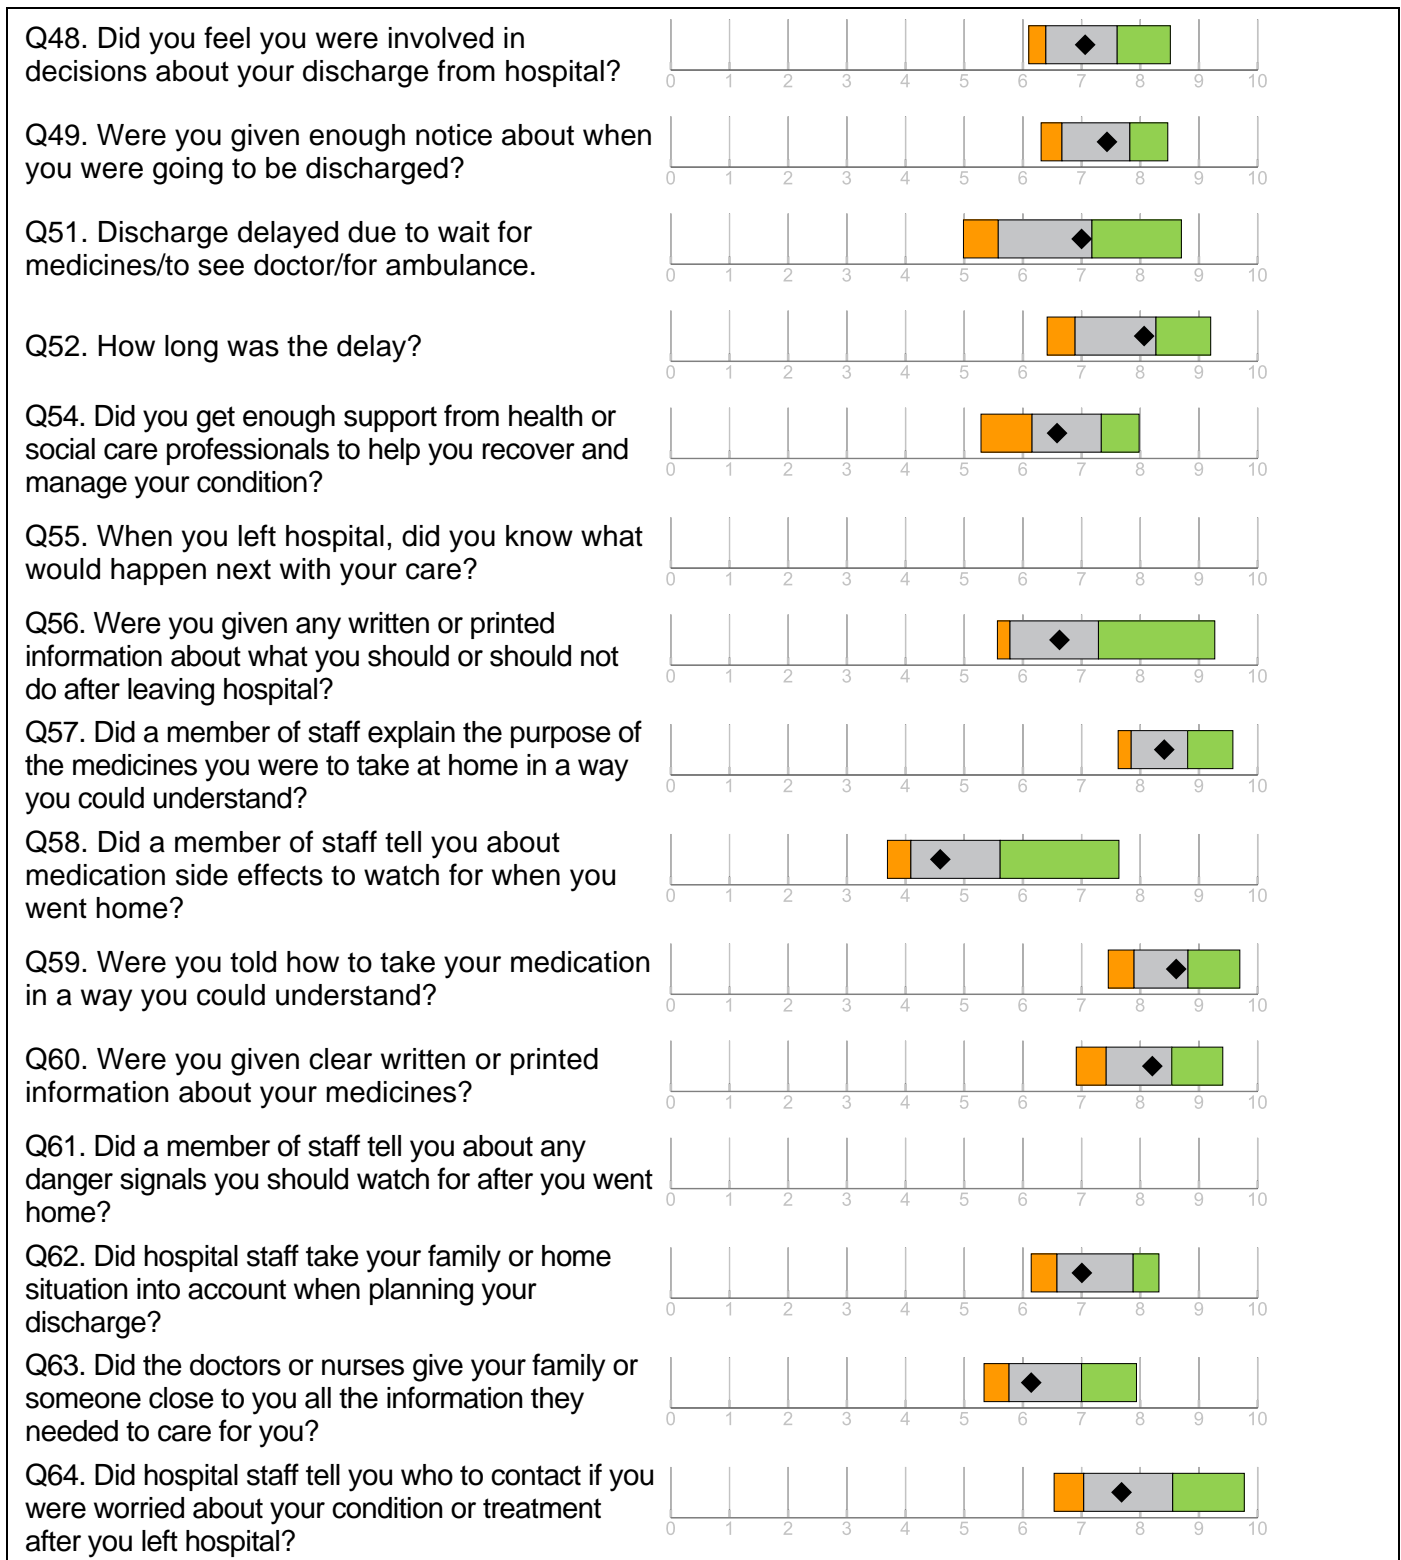 Q48. Did you feel you were involved in
decisions about your discharge from hospital?
0 1 2 3 4 5 6 7 8 9 10
Q49. Were you given enough notice about when
you were going to be discharged?
0 1 2 3 4 5 6 7 8 9 10
Q51. Discharge delayed due to wait for
medicines/to see doctor/for ambulance.
0 1 2 3 4 5 6 7 8 9 10
Q52. How long was the delay?
0 1 2 3 4 5 6 7 8 9 10
Q54. Did you get enough support from health or
social care professionals to help you recover and
manage your condition?
0 1 2 3 4 5 6 7 8 9 10
Q55. When you left hospital, did you know what
would happen next with your care?
0 1 2 3 4 5 6 7 8 9 10
Q56. Were you given any written or printed
information about what you should or should not
do after leaving hospital?
0 1 2 3 4 5 6 7 8 9 10
Q57. Did a member of staff explain the purpose of
the medicines you were to take at home in a way
you could understand?
0 1 2 3 4 5 6 7 8 9 10
Q58. Did a member of staff tell you about
medication side effects to watch for when you
went home?
0 1 2 3 4 5 6 7 8 9 10
Q59. Were you told how to take your medication
in a way you could understand?
0 1 2 3 4 5 6 7 8 9 10
Q60. Were you given clear written or printed
information about your medicines?
0 1 2 3 4 5 6 7 8 9 10
Q61. Did a member of staff tell you about any
danger signals you should watch for after you went
home?
0 1 2 3 4 5 6 7 8 9 10
Q62. Did hospital staff take your family or home
situation into account when planning your
discharge?
0 1 2 3 4 5 6 7 8 9 10
Q63. Did the doctors or nurses give your family or
someone close to you all the information they
needed to care for you?
0 1 2 3 4 5 6 7 8 9 10
Q64. Did hospital staff tell you who to contact if you
were worried about your condition or treatment
after you left hospital?
0 1 2 3 4 5 6 7 8 9 10